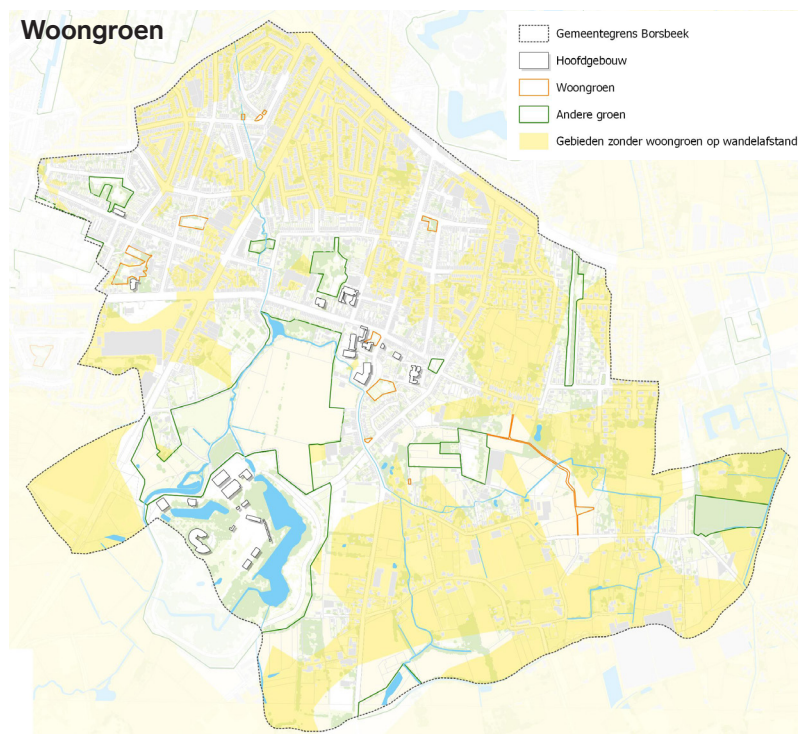 Woongroen
Gemeentegrens Borsbeek
Hoofdgebouw
Woongroen
Andere groen
Gebieden zonder woongroen op wandelafstand